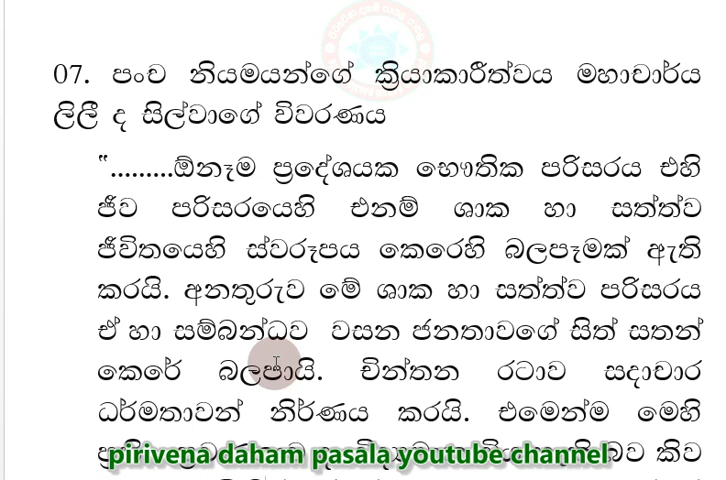 07. පංච නියමයන්ගේ ක්‍රියාකාරීත්වය මහාචාර්ය
ලිලී ද සිල්වාගේ විවරණය
“.........ඕනෑම ප්‍රදේශයක භෞතික පරිසරය එහි
ජීව පරිසරයෙහි එනම් ශාක හා සත්ත්ව
ජීවිතයෙහි ස්වරූපය කෙරෙහි බලපෑමක් ඇති
කරයි. අනතුරුව මේ ශාක හා සත්ත්ව පරිසරය
ඒ හා සම්බන්ධව වසන ජනතාවගේ සිත් සතන්
කෙරේ බලපායි. චින්තන රටාව සදාචාර
ධර්මතාවන් නිර්ණය කරයි. එමෙන්ම මෙහි
බව කිව
pirivena daham pasala youtube channel